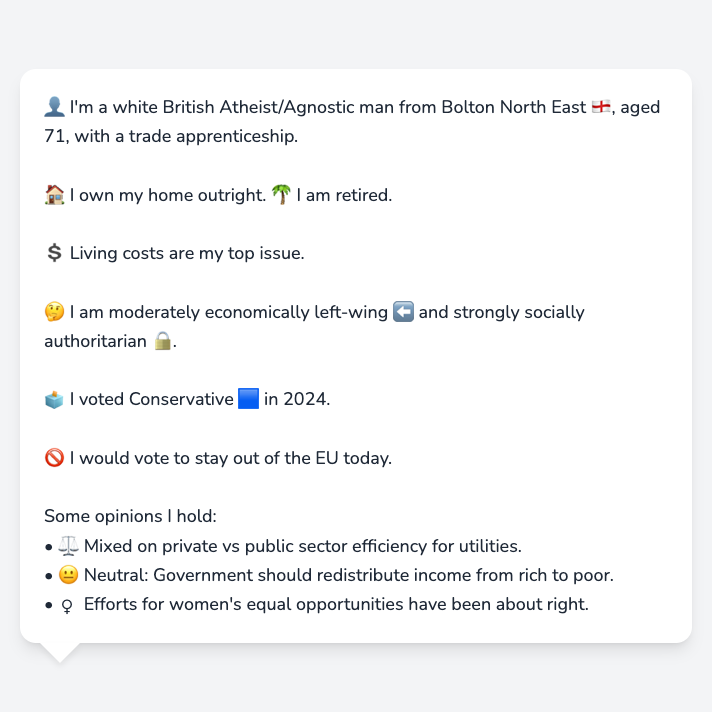 👤 I'm a white British Atheist/Agnostic man from Bolton North East 🏴󠁧󠁢󠁥󠁮󠁧󠁿, aged
71, with a trade apprenticeship.
🏠 I own my home outright. 🌴 I am retired.
💲 Living costs are my top issue.
🤔 I am moderately economically left-wing ⬅️ and strongly socially
authoritarian 🔒.
🗳️ I voted Conservative 🟦 in 2024.
🚫 I would vote to stay out of the EU today.
Some opinions I hold:
• ⚖️ Mixed on private vs public sector efficiency for utilities.
• 😐 Neutral: Government should redistribute income from rich to poor.
• ♀ Efforts for women's equal opportunities have been about right.